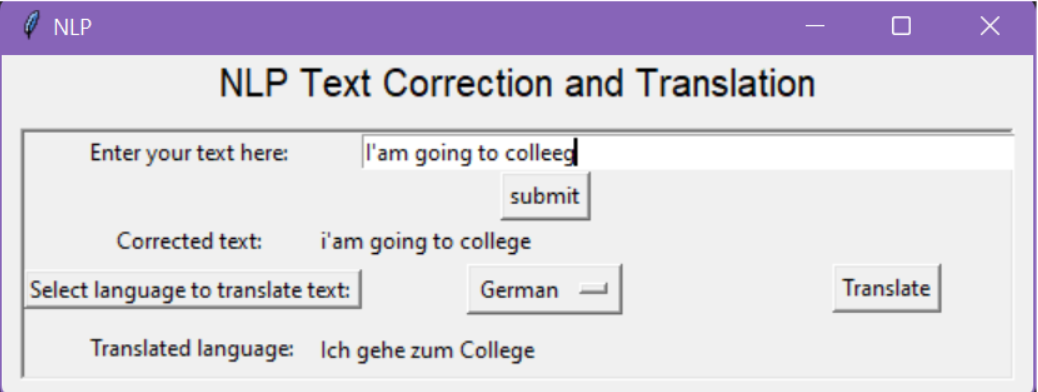 NLP
NLP Text Correction and Translation
Enter your text here: I'am going to colleeg
submit
Corrected text: i'am going to college
Select language to translate text: German Translate
Translated language: Ich gehe zum College